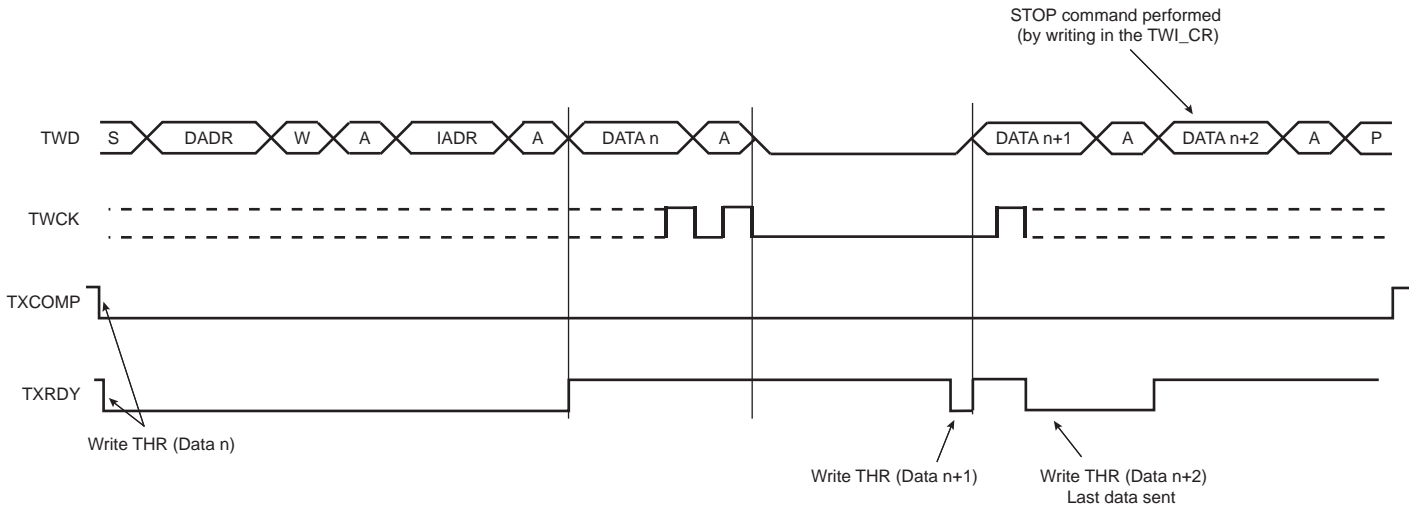 STOP command performed
(by writing in the TWI_CR)
TWD S DADR W A IADR A DATA n A DATA n+1 A DATA n+2 A P
TWCK
TXCOMP
TXRDY
Write THR (Data n)
Write THR (Data n+1)
Write THR (Data n+2)
Last data sent